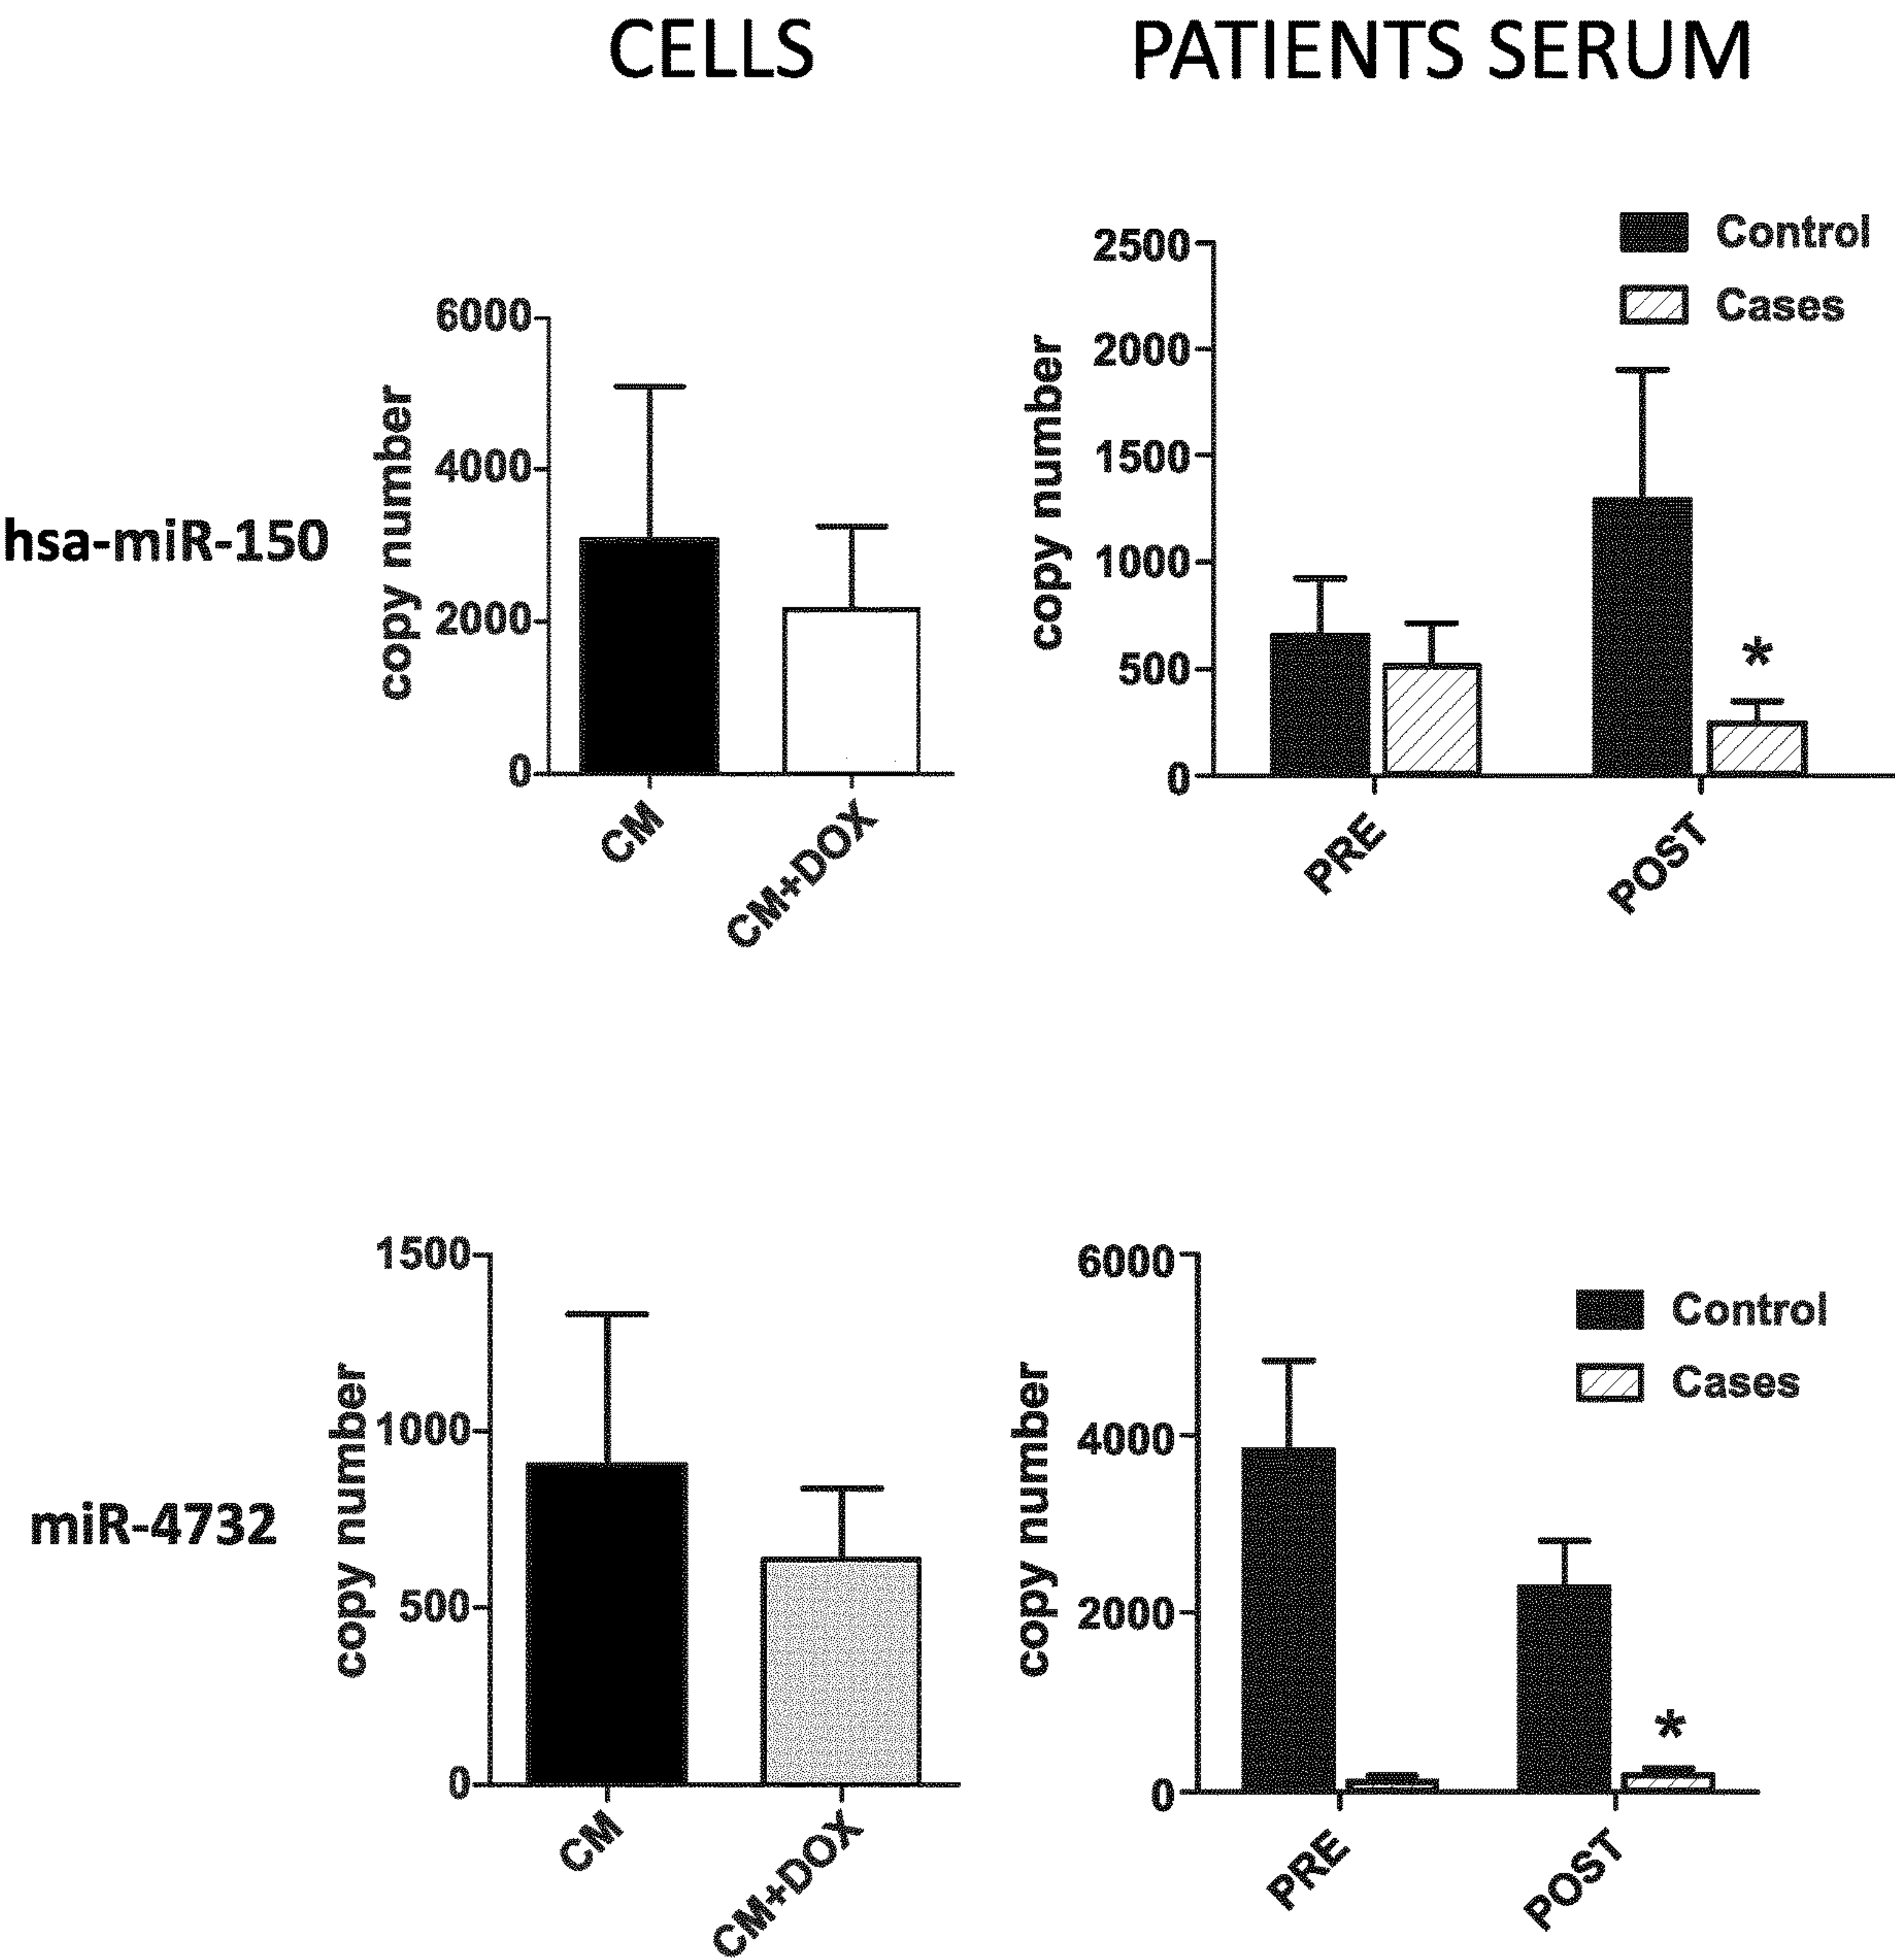 CELLS
PATIENTS SERUM
hsa-miR-150
copy number
6000
4000
2000
0
CM
CM+DOX
copy number
2500
2000
1500
1000
500
0
PRE
POST
*
Control
Cases
miR-4732
copy number
1500
1000
500
0
CM
CM+DOX
copy number
6000
4000
2000
0
PRE
POST
*
Control
Cases